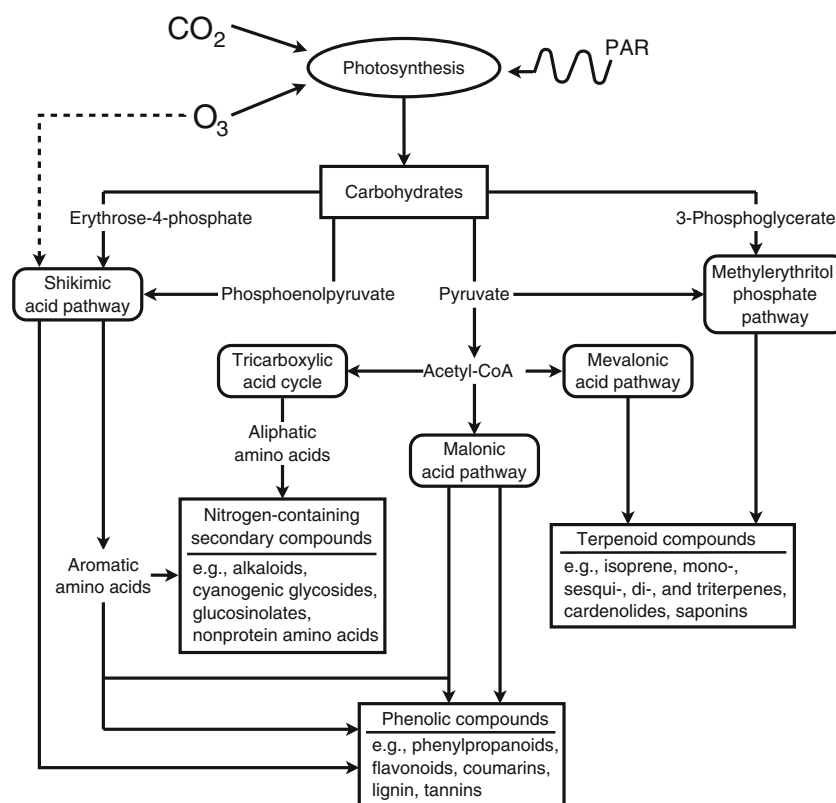 CO2
Photosynthesis
PAR
O3
Carbohydrates
Erythrose-4-phosphate
3-Phosphoglycerate
Shikimic
acid pathway
Phosphoenolpyruvate
Pyruvate
Methylerythritol
phosphate
pathway
Tricarboxylic
acid cycle
Acetyl-CoA
Mevalonic
acid pathway
Aliphatic
amino acids
Malonic
acid pathway
Nitrogen-containing
secondary compounds
e.g., alkaloids,
cyanogenic glycosides,
glucosinolates,
nonprotein amino acids
Terpenoid compounds
e.g., isoprene, mono-,
sesqui-, di-, and triterpenes,
cardenolides, saponins
Aromatic
amino acids
Phenolic compounds
e.g., phenylpropanoids,
flavonoids, coumarins,
lignin, tannins